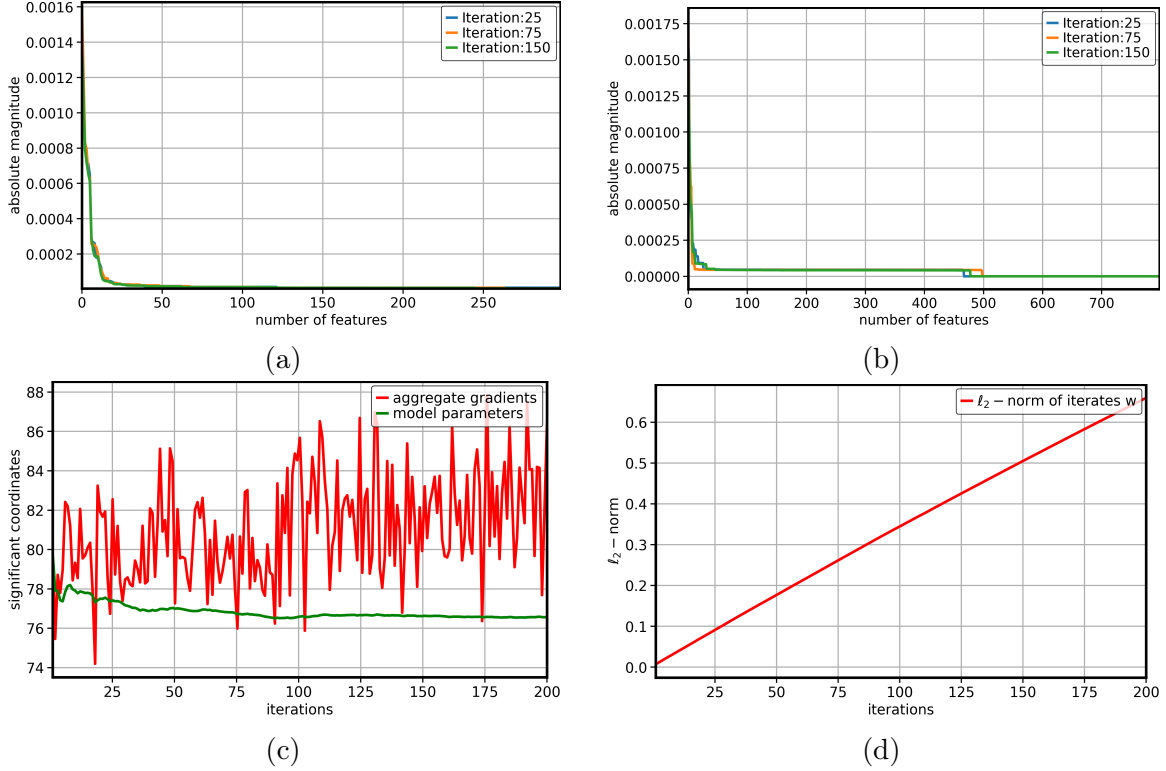 0.0016
0.0014
0.0012
0.0010
0.0008
0.0006
0.0004
0.0002
absolute magnitude
Iteration:25
Iteration:75
Iteration:150
0 50 100 150 200 250
number of features
(a)
0.00175
0.00150
0.00125
0.00100
0.00075
0.00050
0.00025
0.00000
absolute magnitude
Iteration:25
Iteration:75
Iteration:150
0 100 200 300 400 500 600 700
number of features
(b)
88
86
84
82
80
78
76
74
significant coordinates
aggregate gradients
model parameters
25 50 75 100 125 150 175 200
iterations
(c)
0.6
0.5
0.4
0.3
0.2
0.1
0.0
ℓ₂ − norm
ℓ₂ − norm of iterates w
25 50 75 100 125 150 175 200
iterations
(d)